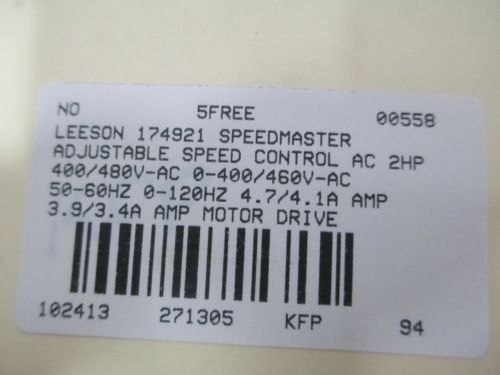 NO 5FREE 00558
LEESON 174921 SPEEDMASTER
ADJUSTABLE SPEED CONTROL AC 2HP
400/480V-AC 0-400/460V-AC
50-60HZ 0-120HZ 4.7/4.1A AMP
3.9/3.4A AMP MOTOR DRIVE
102413 271305 KFP 94